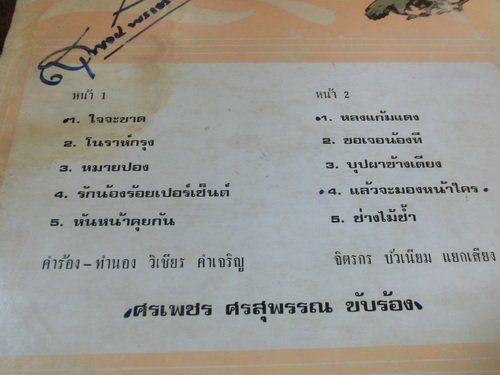 หน้า 1
1. ใจจะขาด
2. โนราห์กรุง
3. หมายปอง
4. รักน้องร้อยเปอร์เซ็นต์
5. หันหน้าคุยกัน
คำร้อง – ทำนอง วิเชียร คำเจริญ
หน้า 2
1. หลงแก้มแดง
2. ขอเจอน้องที
3. บุปผาข้างเตียง
4. แล้วจะมองหน้าใคร
5. ช่างไม้ช้ำ
จิตรกร บัวเนียม แยกเสียง
ศรเพชร ศรสุพรรณ ขับร้อง